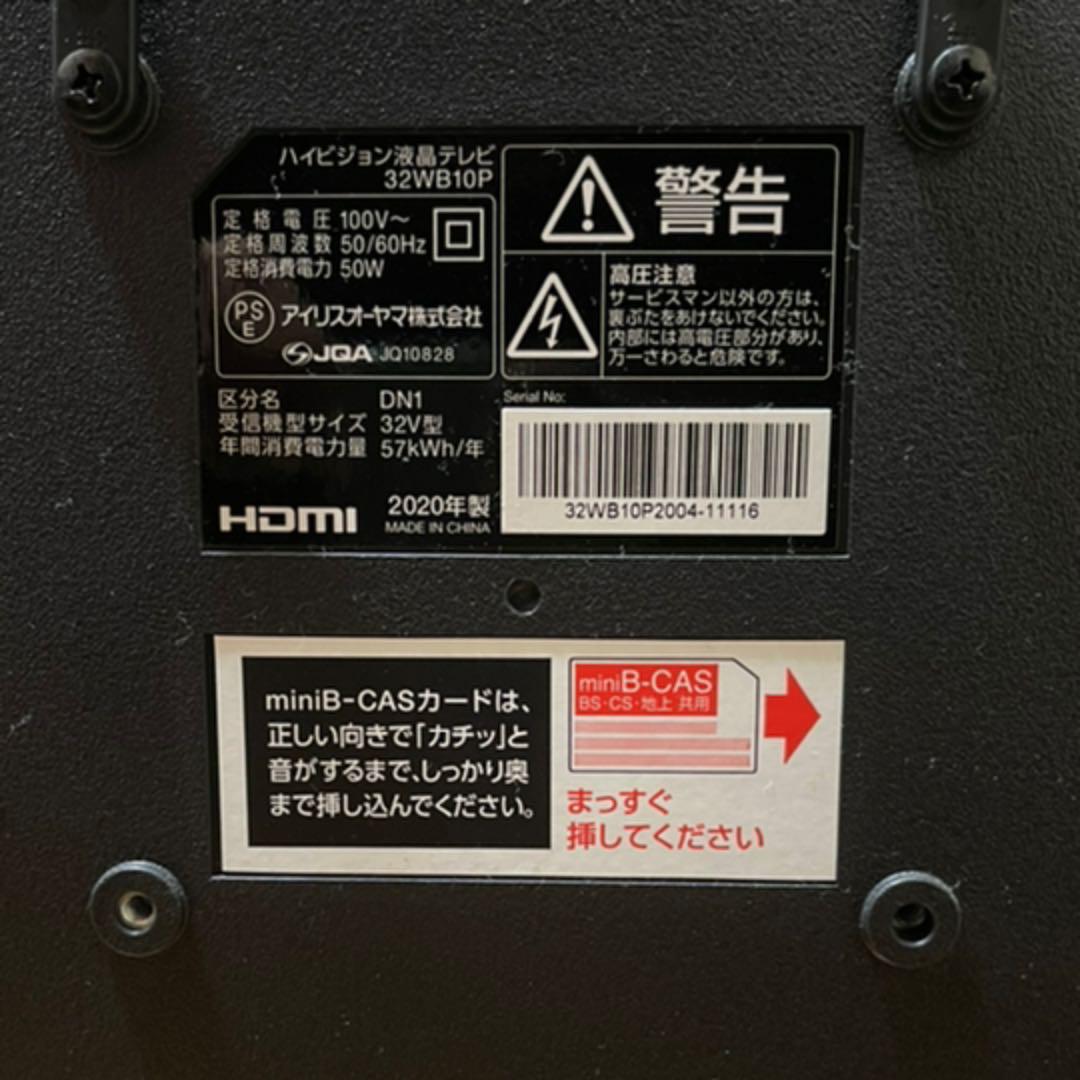 ハイビジョン液晶テレビ
32WB10P
定格電圧 100V～
定格周波数 50/60Hz
定格消費電力 50W
PS
E
アイリスオーヤマ株式会社
JQA JQ10828
区分名 DN1
受信機型サイズ 32V型
年間消費電力量 57kWh/年
HDMI
2020年製
MADE IN CHINA
警告
高圧注意
サービスマン以外の方は、
裏ぶたをあけないでください。
内部には高電圧部分があり、
万一さわると危険です。
Serial No:
32WB10P2004-11116
miniB-CASカードは、
正しい向きで「カチッ」と
音がするまで、しっかり奥
まで挿し込んでください。
miniB-CAS
BS・CS・地上 共用
まっすぐ
挿してください